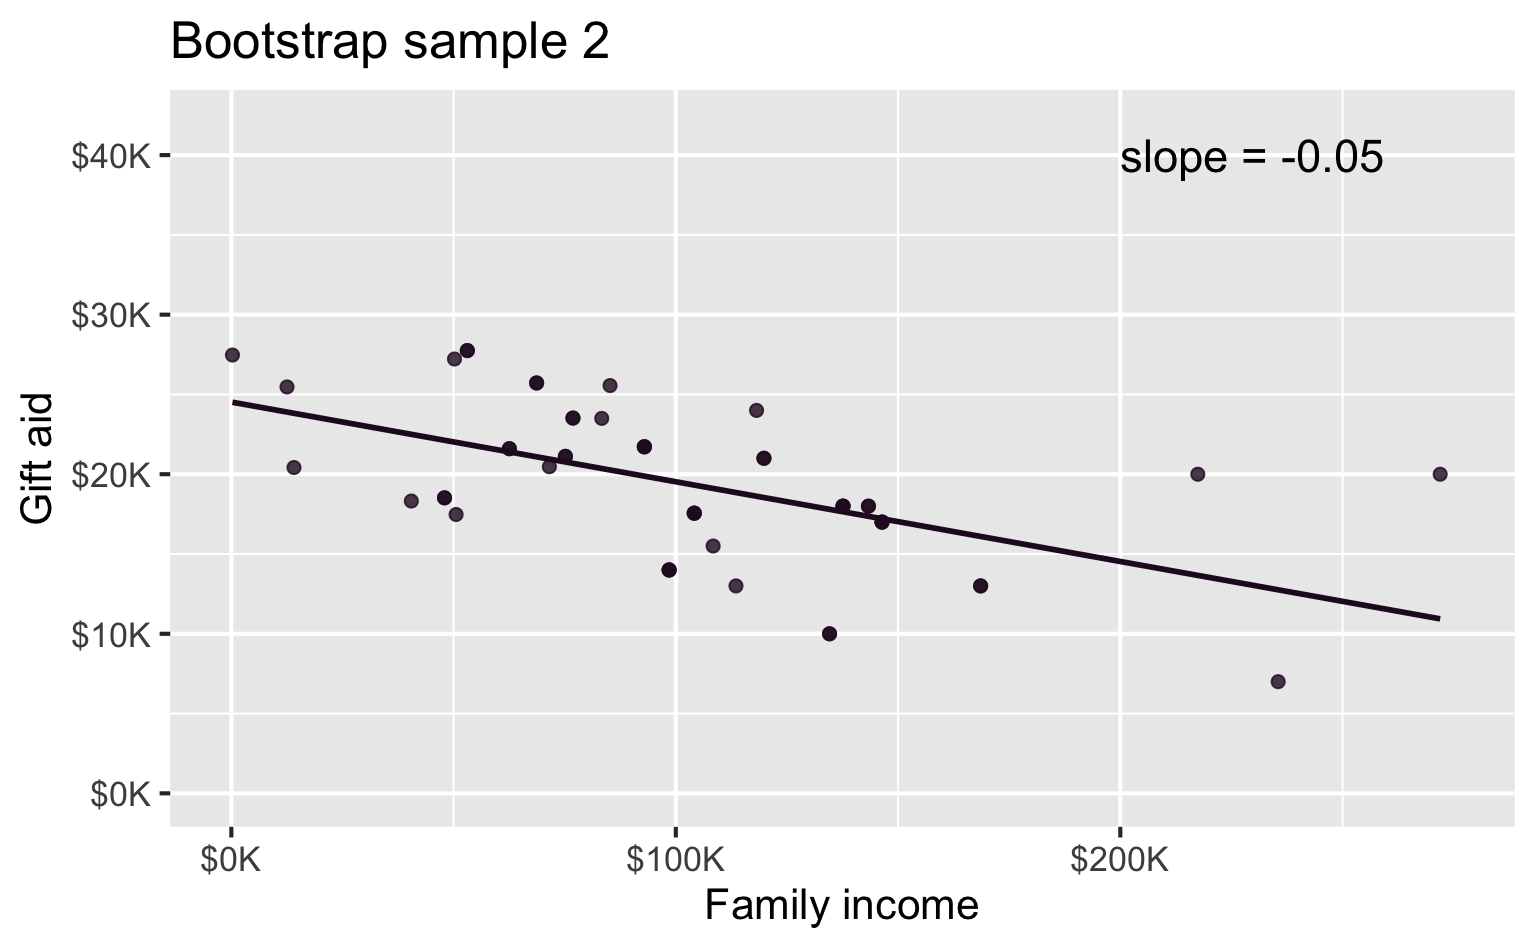 Bootstrap sample 2
slope = -0.05
$40K
$30K
$20K
$10K
$0K
Gift aid
$0K
$100K
$200K
Family income